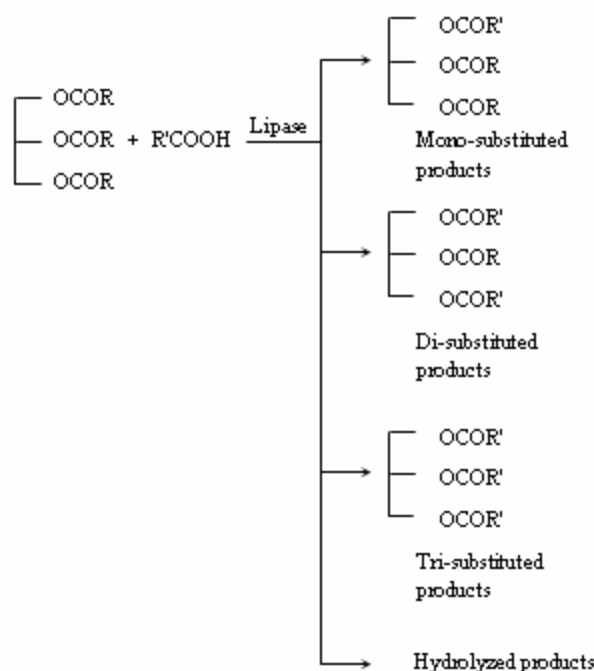 OCOR
OCOR + R'COOH
OCOR
Lipase
OCOR'
OCOR
OCOR
Mono-substituted
products
OCOR'
OCOR
OCOR'
Di-substituted
products
OCOR'
OCOR'
OCOR'
Tri-substituted
products
Hydrolyzed products